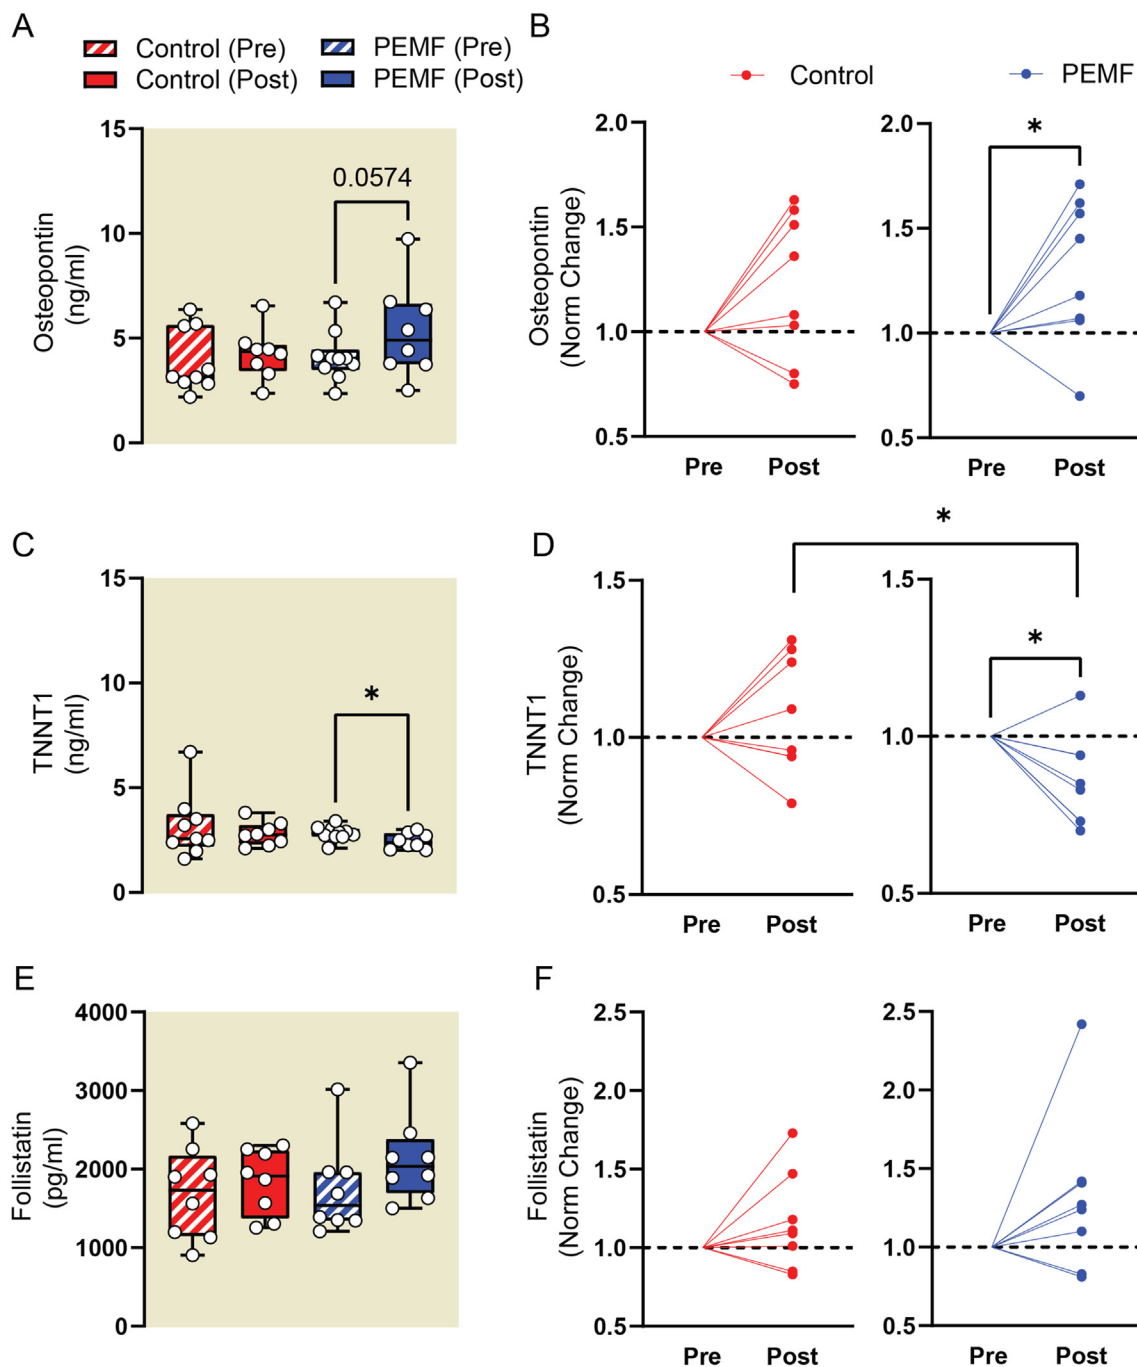 A
Control (Pre) PEMF (Pre)
Control (Post) PEMF (Post)
15
10
5
0
Osteopontin
(ng/ml)
0.0574
B
Control PEMF
2.0
1.5
1.0
0.5
Osteopontin
(Norm Change)
Pre Post
2.0
1.5
1.0
0.5
*
Pre Post
C
15
10
5
0
TNNT1
(ng/ml)
*
D
*
1.5
1.0
0.5
TNNT1
(Norm Change)
Pre Post
1.5
1.0
0.5
*
Pre Post
E
4000
3000
2000
1000
0
Follistatin
(pg/ml)
F
2.5
2.0
1.5
1.0
0.5
Follistatin
(Norm Change)
Pre Post
2.5
2.0
1.5
1.0
0.5
Pre Post